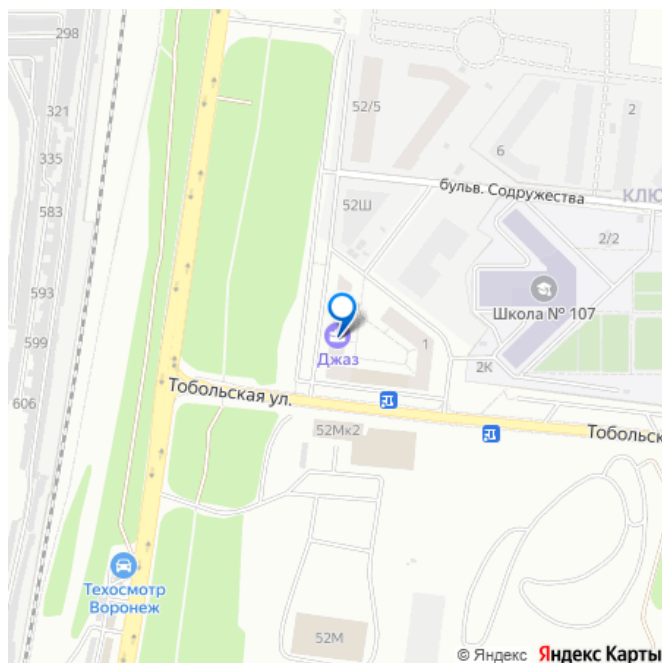 298
52/5
2
321
6
335
бульв. Содружества
КЛЮ
583
52Ш
2/2
593
Школа № 107
599
Джаз
1
2К
Тобольская ул.
606
52Мк2
Тобольск
Техосмотр
Воронеж
52М
© Яндекс Яндекс Карты